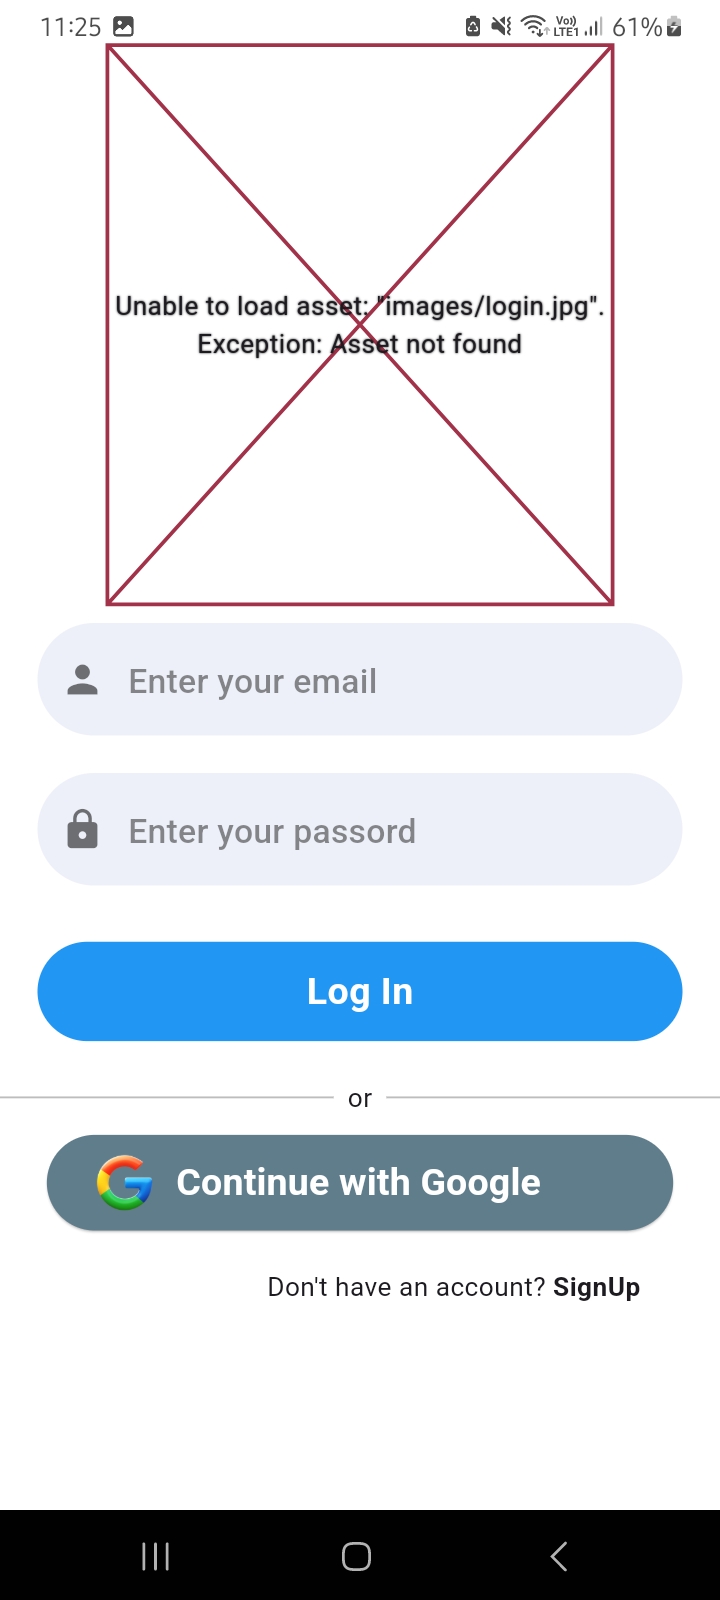 11:25 Vo)) LTE1 61%
Unable to load asset: "images/login.jpg".
Exception: Asset not found
Enter your email
Enter your passord
Log In
or
Continue with Google
Don't have an account? SignUp